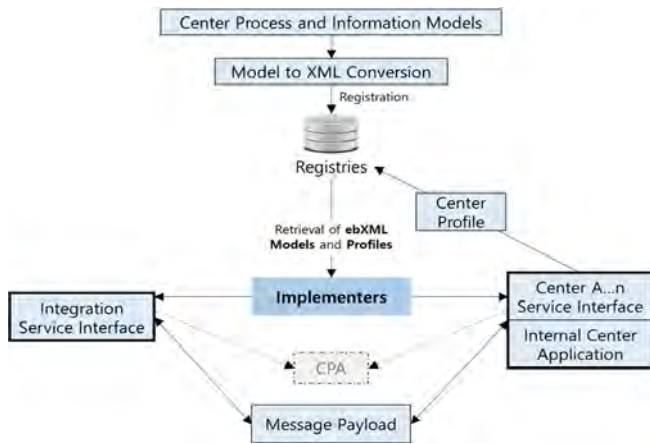 Center Process and Information Models
Model to XML Conversion
Registration
Registries
Center
Profile
Retrieval of ebXML
Models and Profiles
Implementers
Integration
Service Interface
Center A...n
Service Interface
Internal Center
Application
CPA
Message Payload